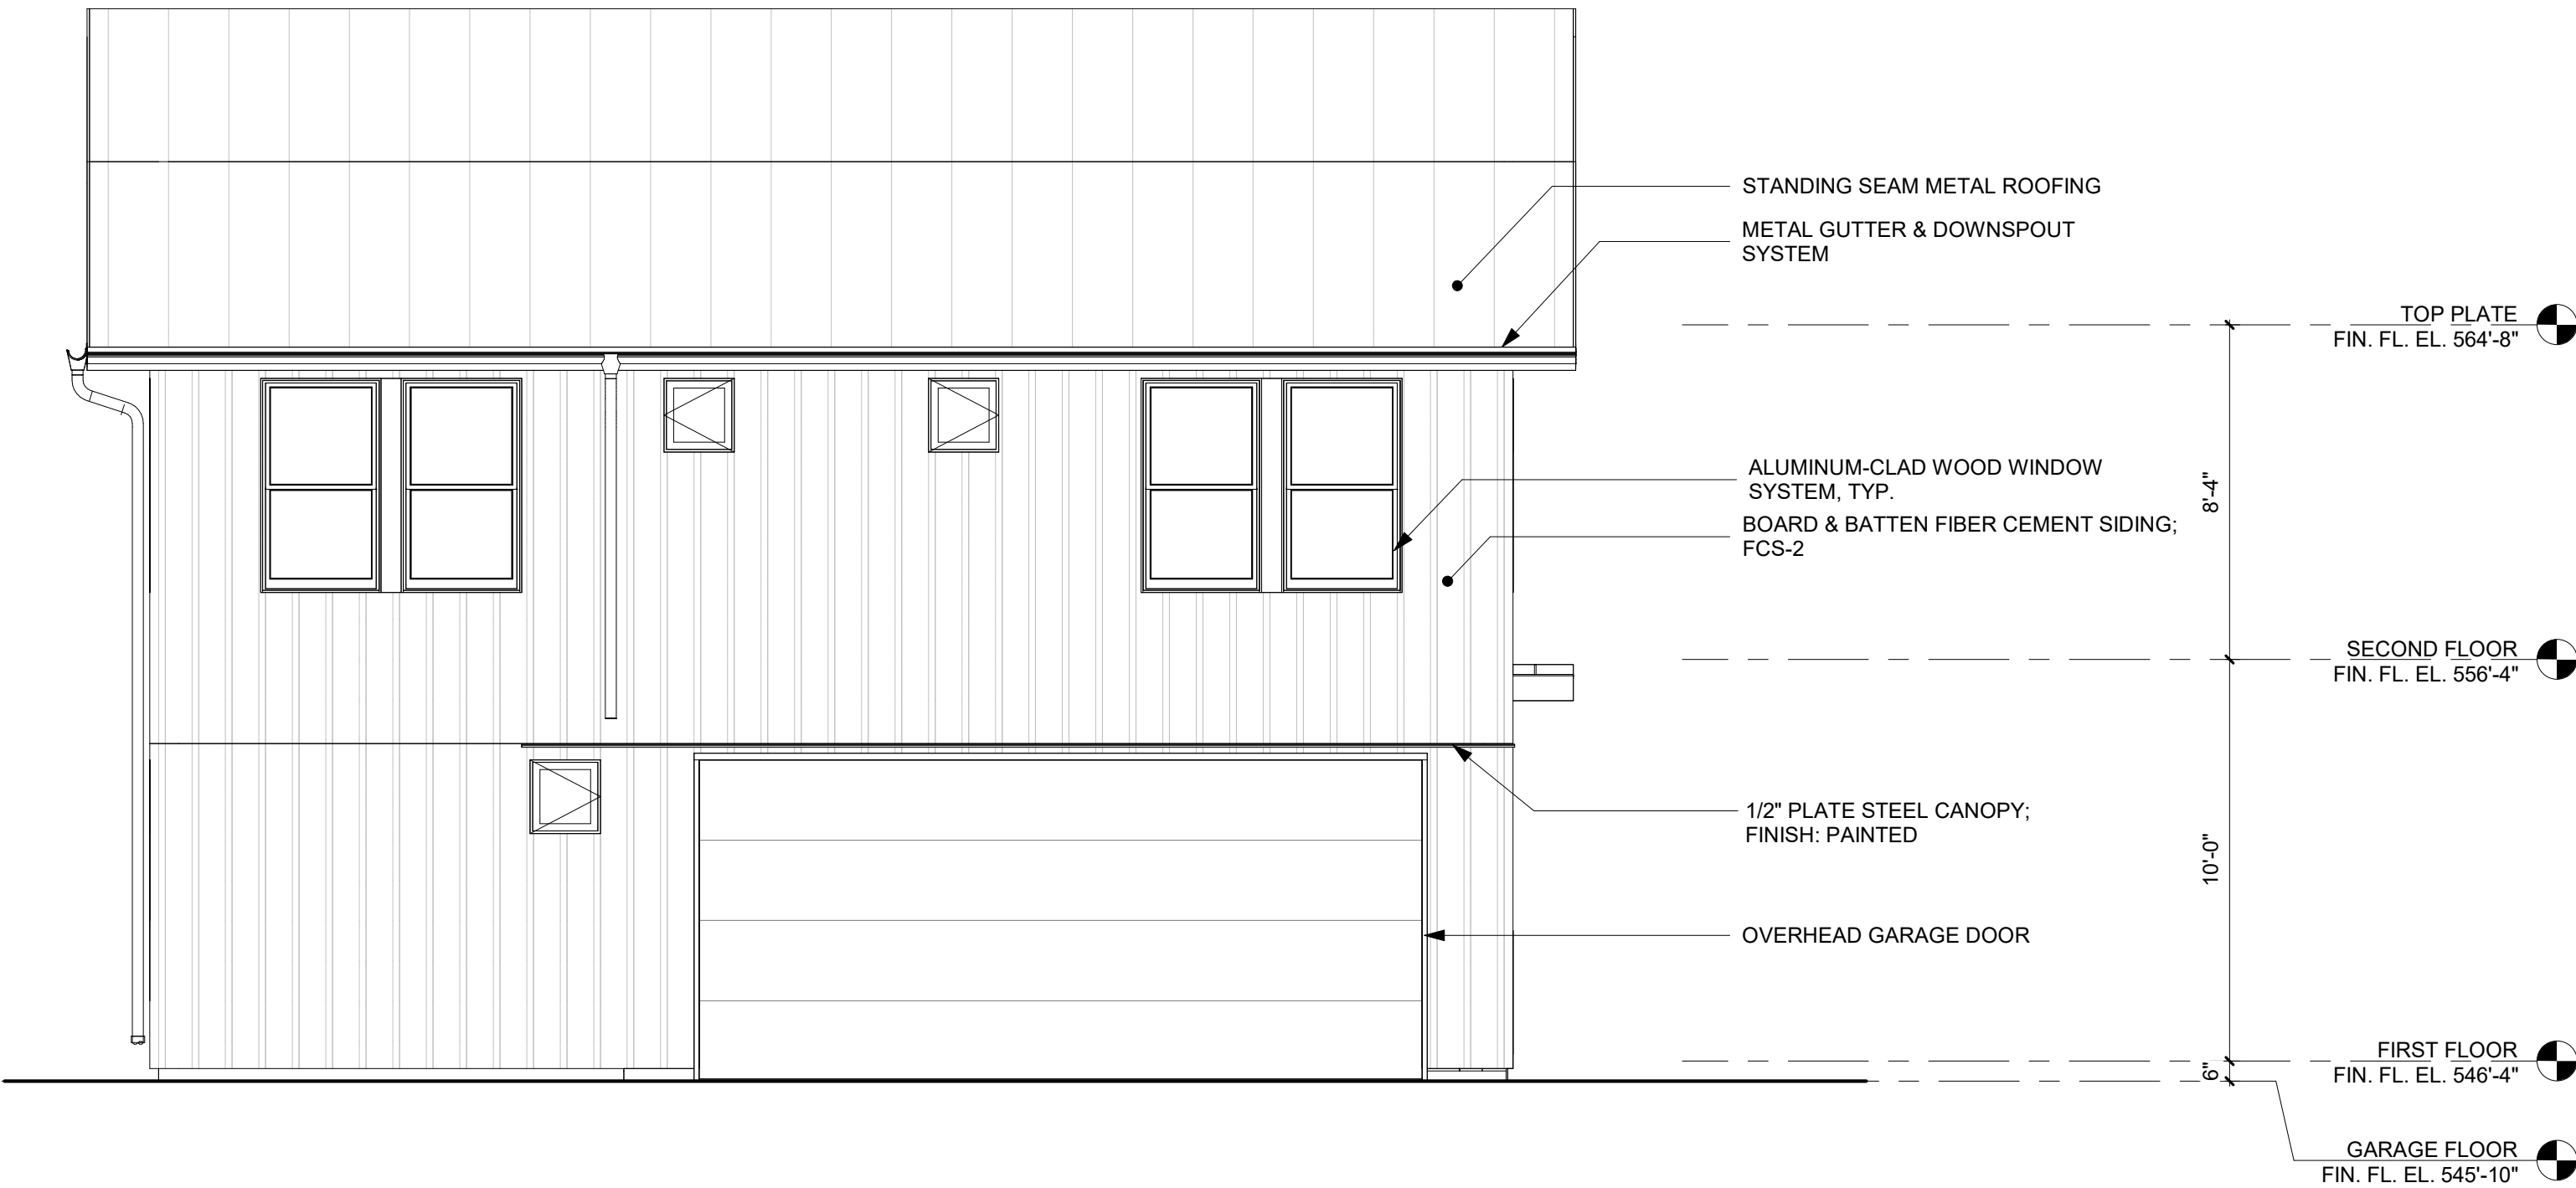 STANDING SEAM METAL ROOFING
METAL GUTTER & DOWNSPOUT
SYSTEM
TOP PLATE
FIN. FL. EL. 564'-8"
ALUMINUM-CLAD WOOD WINDOW
SYSTEM, TYP.
8'-4"
BOARD & BATTEN FIBER CEMENT SIDING;
FCS-2
SECOND FLOOR
FIN. FL. EL. 556'-4"
1/2" PLATE STEEL CANOPY;
FINISH: PAINTED
10'-0"
OVERHEAD GARAGE DOOR
FIRST FLOOR
FIN. FL. EL. 546'-4"
6"
GARAGE FLOOR
FIN. FL. EL. 545'-10"